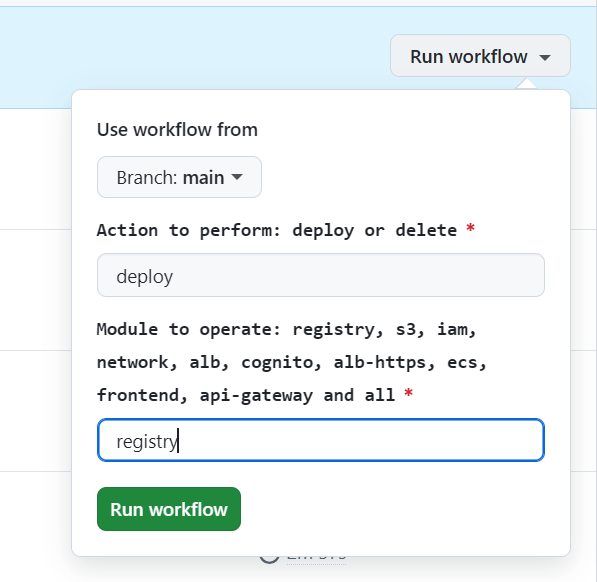 Run workflow
Use workflow from
Branch: main
Action to perform: deploy or delete *
deploy
Module to operate: registry, s3, iam,
network, alb, cognito, alb-https, ecs,
frontend, api-gateway and all *
registry
Run workflow